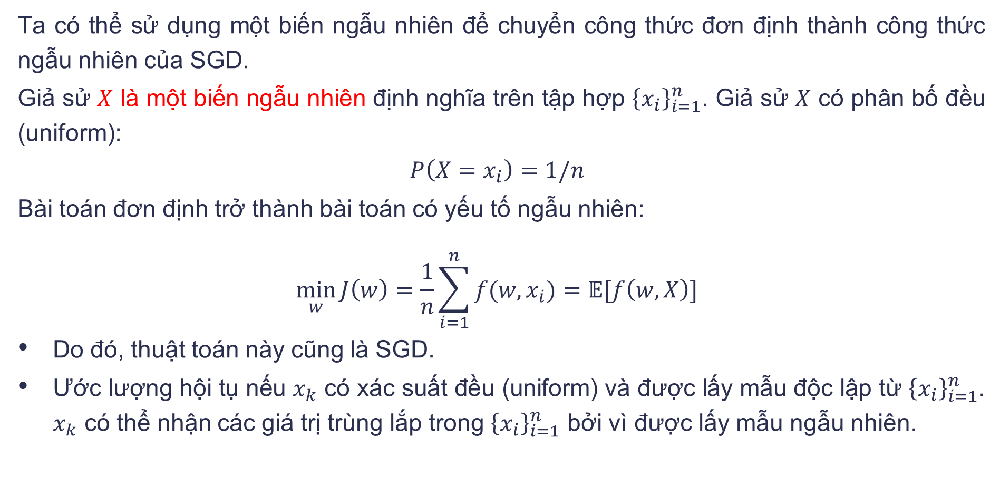 Ta có thể sử dụng một biến ngẫu nhiên để chuyển công thức đơn định thành công thức
ngẫu nhiên của SGD.
Giả sử $X$ là một biến ngẫu nhiên định nghĩa trên tập hợp $\{x_i\}_{i=1}^{n}$. Giả sử $X$ có phân bố đều
(uniform):
$P(X = x_i) = 1/n$
Bài toán đơn định trở thành bài toán có yếu tố ngẫu nhiên:
$\min_{w} J(w) = \frac{1}{n} \sum_{i=1}^{n} f(w, x_i) = \mathbb{E}[f(w, X)]$
• Do đó, thuật toán này cũng là SGD.
• Ước lượng hội tụ nếu $x_k$ có xác suất đều (uniform) và được lấy mẫu độc lập từ $\{x_i\}_{i=1}^{n}$.
$x_k$ có thể nhận các giá trị trùng lắp trong $\{x_i\}_{i=1}^{n}$ bởi vì được lấy mẫu ngẫu nhiên.